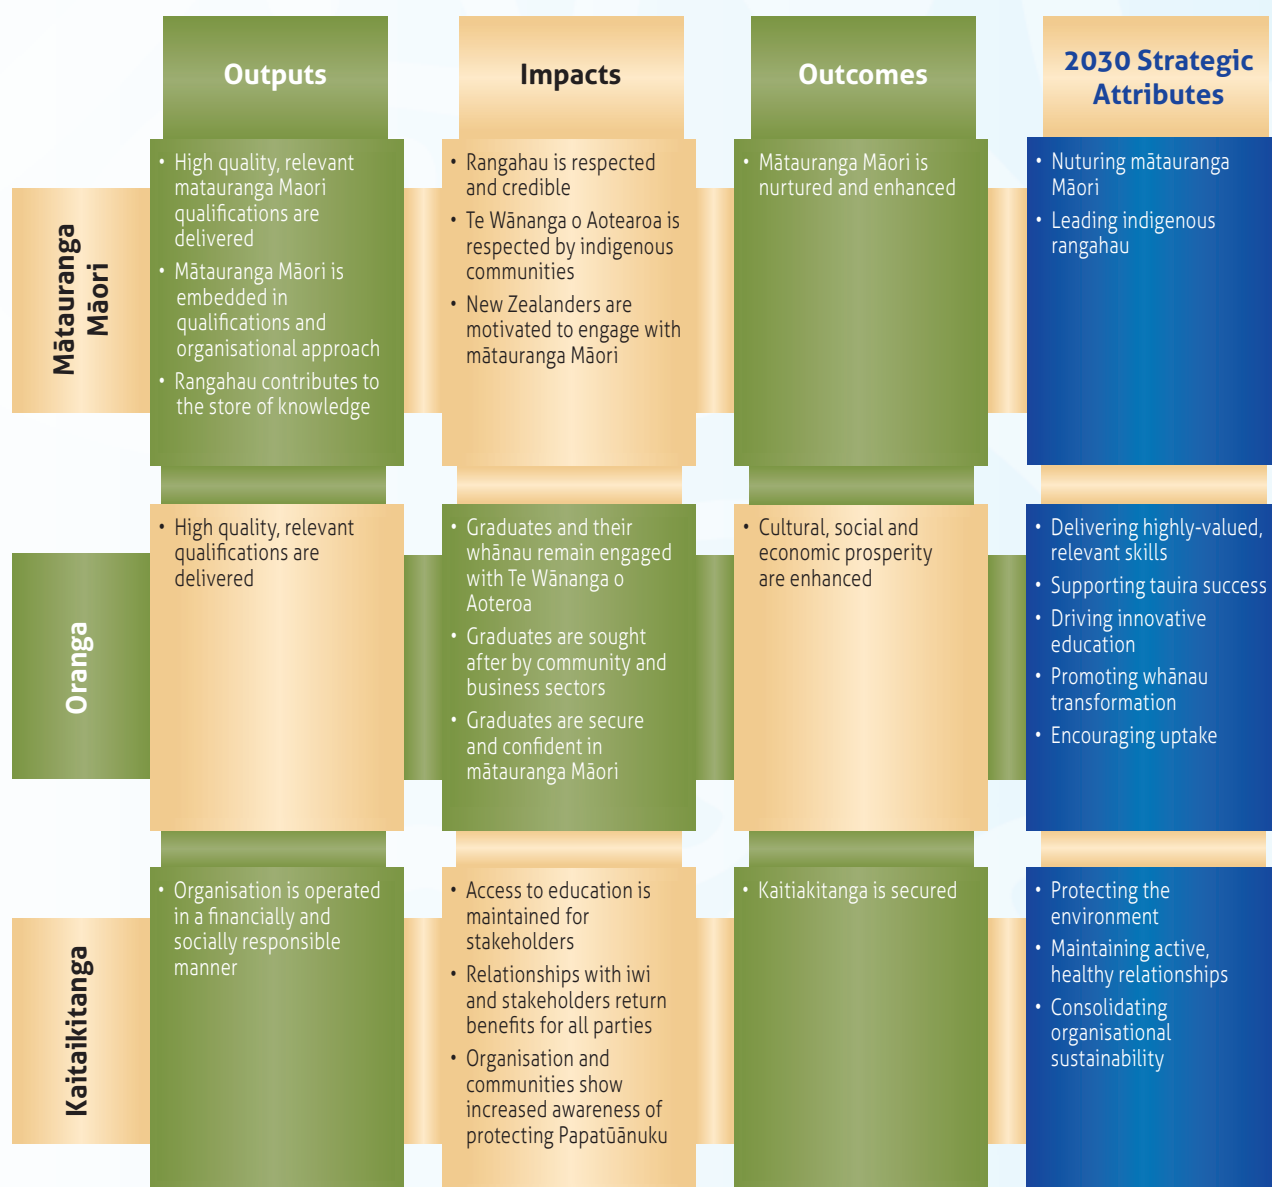 Outputs
Impacts
Outcomes
2030 Strategic
Attributes
Mātauranga
Māori
• High quality, relevant
matauranga Maori
qualifications are
delivered
• Mātauranga Māori is
embedded in
qualifications and
organisational approach
• Rangahau contributes to
the store of knowledge
• Rangahau is respected
and credible
• Te Wānanga o Aotearoa is
respected by indigenous
communities
• New Zealanders are
motivated to engage with
mātauranga Māori
• Mātauranga Māori is
nurtured and enhanced
• Nuturing mātauranga
Māori
• Leading indigenous
rangahau
Oranga
• High quality, relevant
qualifications are
delivered
• Graduates and their
whānau remain engaged
with Te Wānanga o
Aoteroa
• Graduates are sought
after by community and
business sectors
• Graduates are secure
and confident in
mātauranga Māori
• Cultural, social and
economic prosperity
are enhanced
• Delivering highly-valued,
relevant skills
• Supporting tauira success
• Driving innovative
education
• Promoting whānau
transformation
• Encouraging uptake
Kaitaikitanga
• Organisation is operated
in a financially and
socially responsible
manner
• Access to education is
maintained for
stakeholders
• Relationships with iwi
and stakeholders return
benefits for all parties
• Organisation and
communities show
increased awareness of
protecting Papatūānuku
• Kaitiakitanga is secured
• Protecting the
environment
• Maintaining active,
healthy relationships
• Consolidating
organisational
sustainability